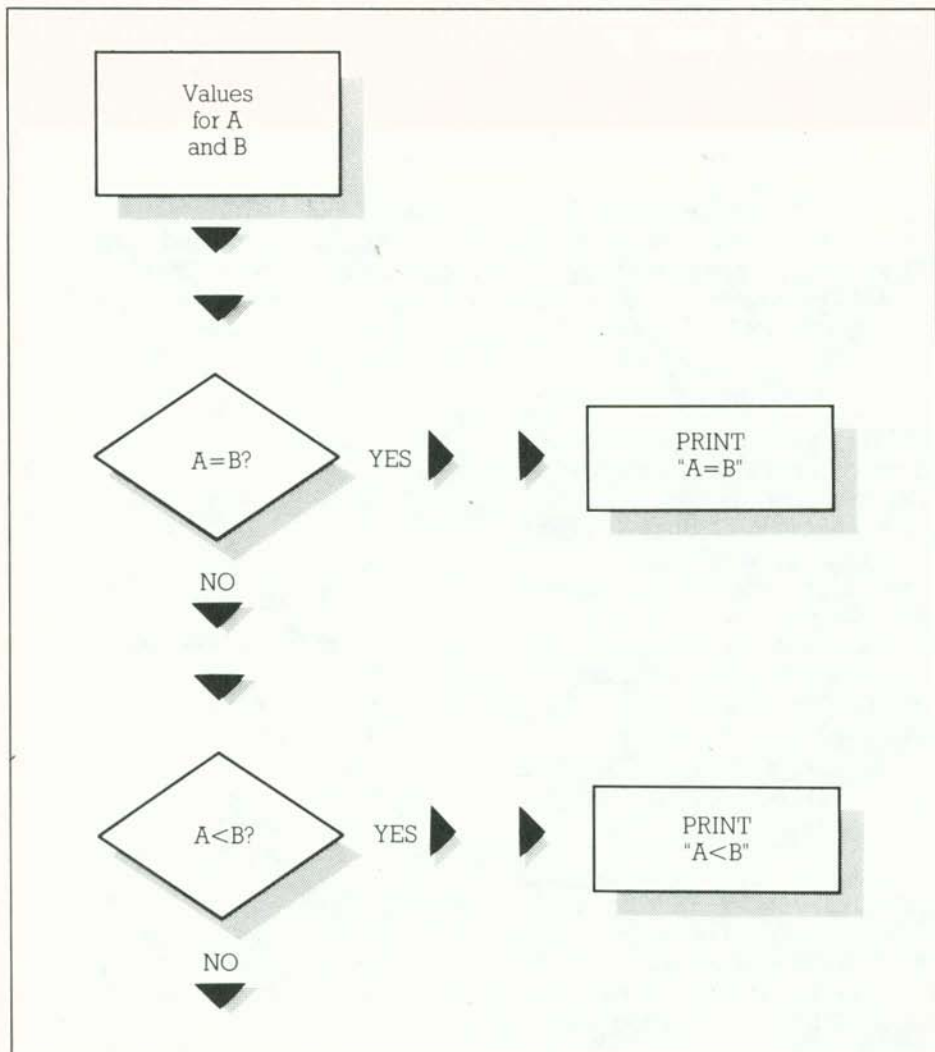 Values
for A
and B
A=B?
YES
PRINT
"A=B"
NO
A<B?
YES
PRINT
"A<B"
NO